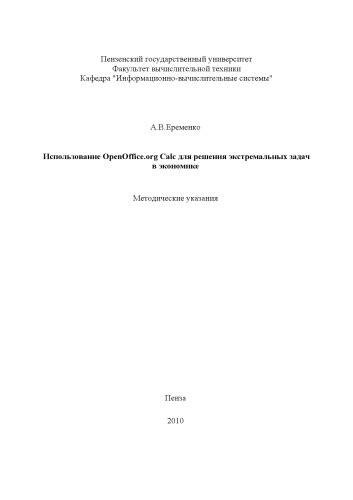 Пензенский государственный университет
Факультет вычислительной техники
Кафедра "Информационно-вычислительные системы"
А.В.Еременко
Использование OpenOffice.org Calc для решения экстремальных задач
в экономике
Методические указания
Пенза
2010